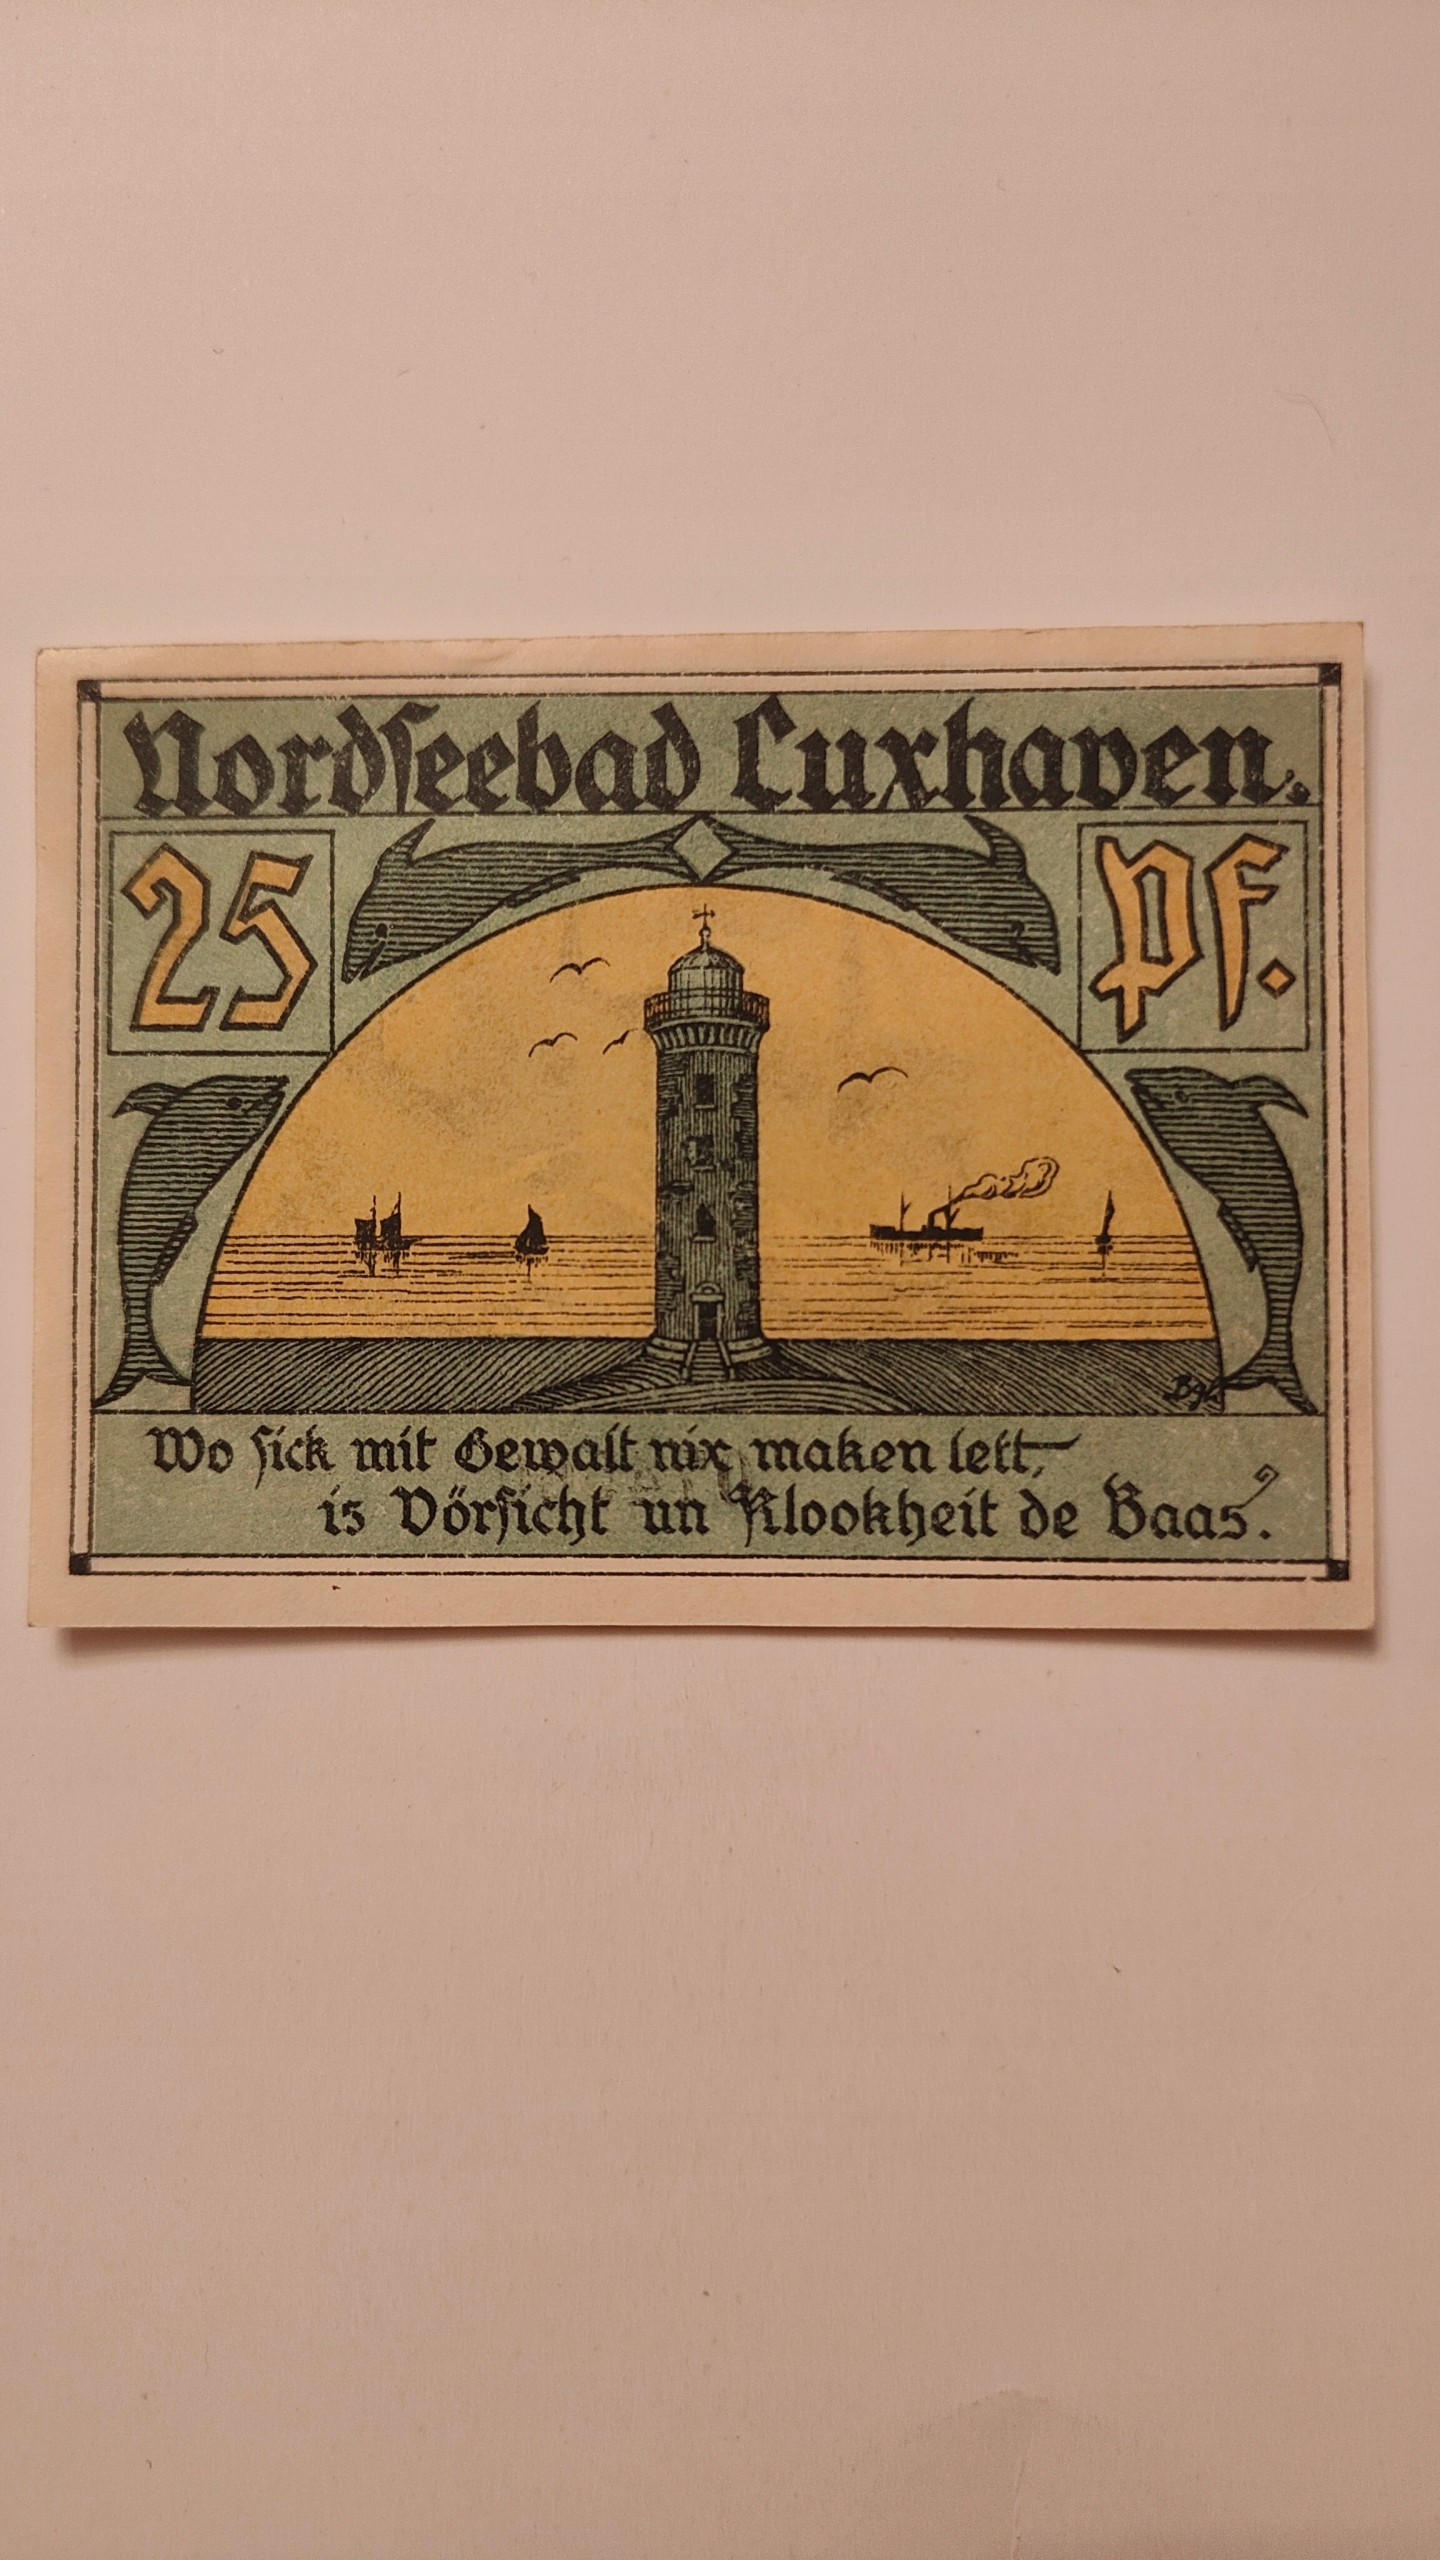 Nordſeebad Cuxhaven.
25 Pf.
Wo ſick mit Gewalt nix maken lett,
is Vörſicht un Klookheit de Baas.